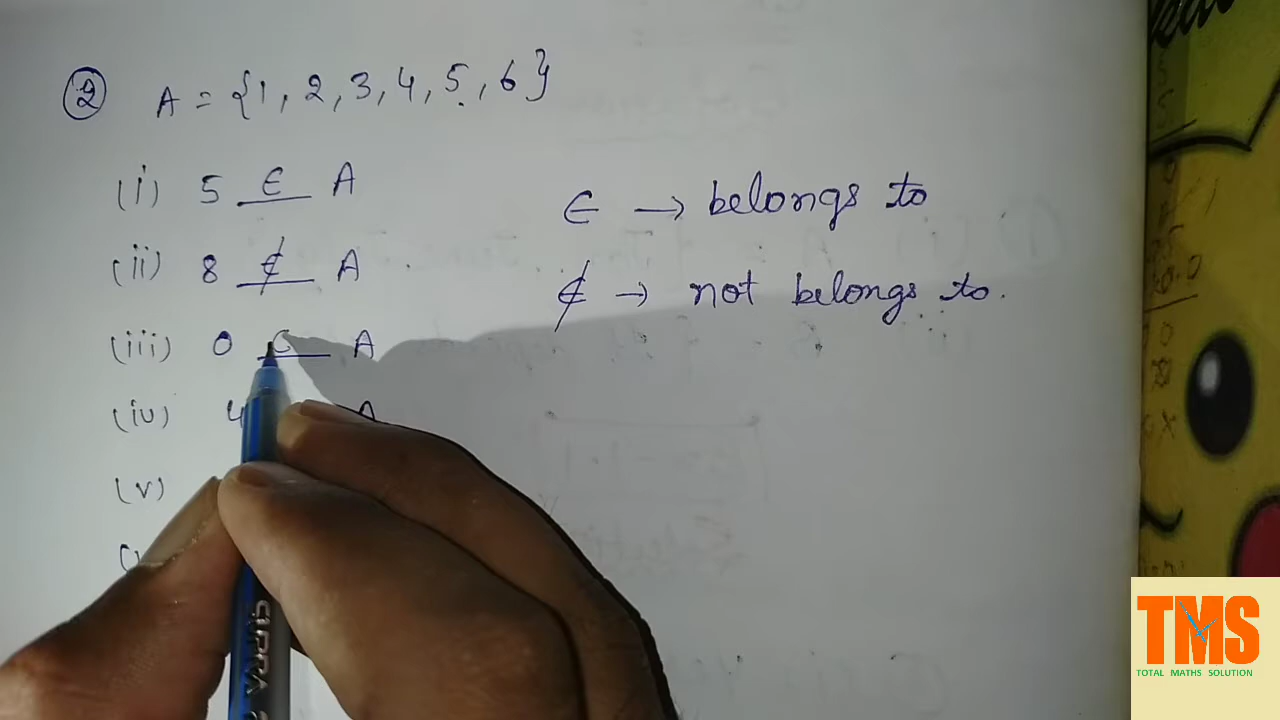 ② A = {1, 2, 3, 4, 5, 6}
(i) 5 ∈ A
(ii) 8 ∉ A
(iii) 0 A
(iv) 4 A
(v)
∈ → belongs to
∉ → not belongs to.
TMS
TOTAL MATHS SOLUTION